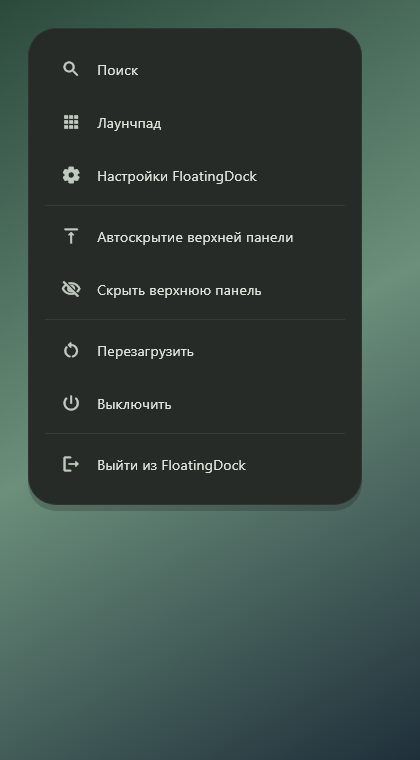 Поиск
Лаунчпад
Настройки FloatingDock
Автоскрытие верхней панели
Скрыть верхнюю панель
Перезагрузить
Выключить
Выйти из FloatingDock